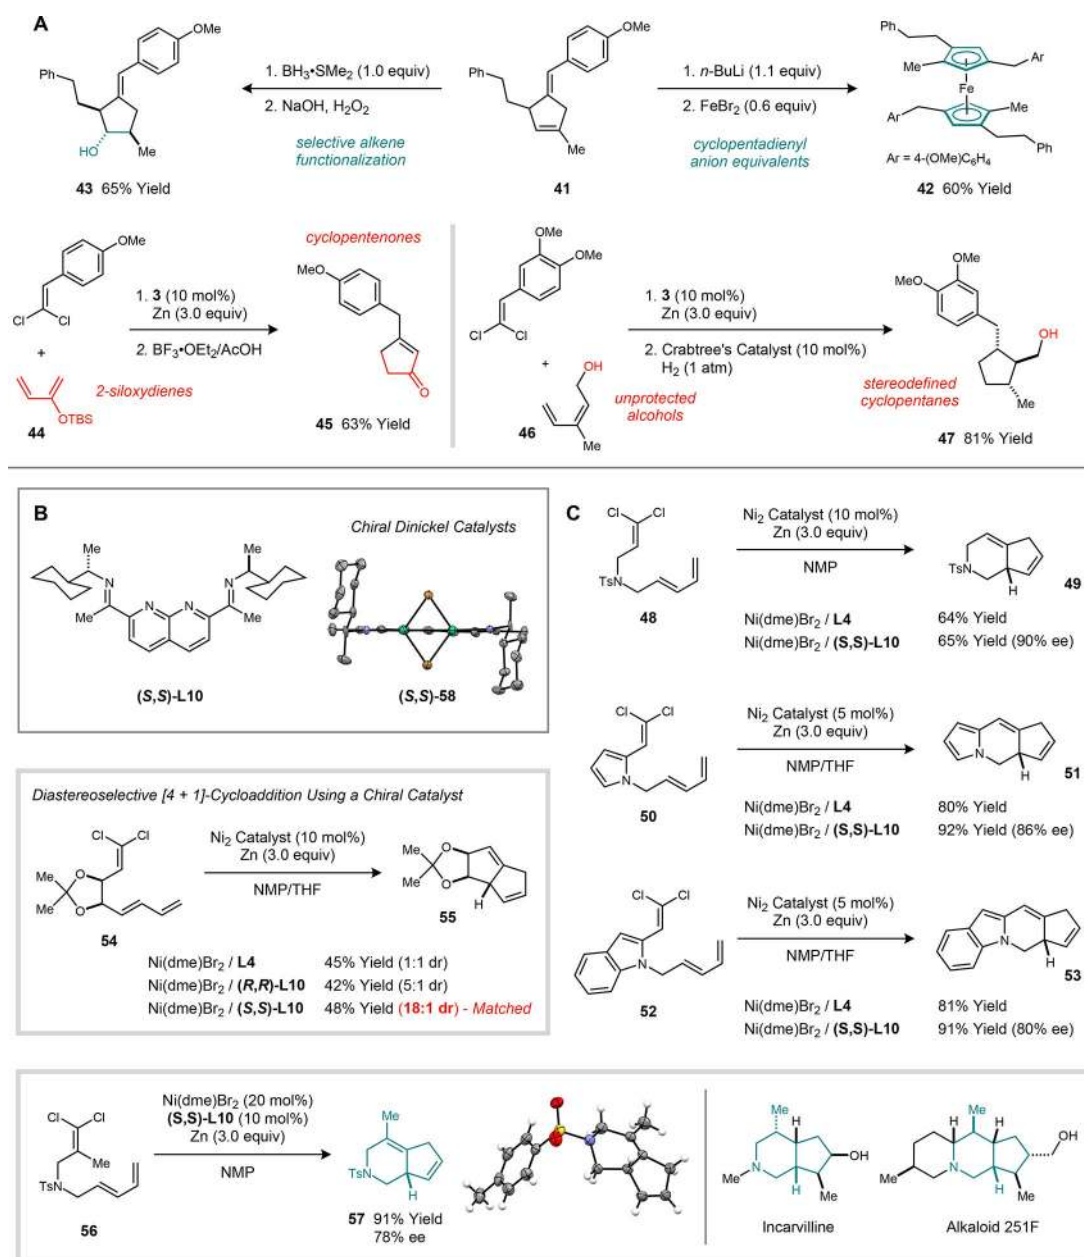 A
OMe
Ph
HO
Me
43 65% Yield
1. BH3•SMe2 (1.0 equiv)
2. NaOH, H2O2
selective alkene
functionalization
OMe
Ph
Me
41
1. n-BuLi (1.1 equiv)
2. FeBr2 (0.6 equiv)
cyclopentadienyl
anion equivalents
Ph
Me
Ar
Fe
Ar
Me
Ph
Ar = 4-(OMe)C6H4
42 60% Yield
OMe
Cl Cl
+
OTBS
44
2-siloxydienes
1. 3 (10 mol%)
Zn (3.0 equiv)
2. BF3•OEt2/AcOH
cyclopentenones
MeO
O
45 63% Yield
OMe
OMe
Cl Cl
+
OH
Me
46
unprotected
alcohols
1. 3 (10 mol%)
Zn (3.0 equiv)
2. Crabtree's Catalyst (10 mol%)
H2 (1 atm)
OMe
MeO
OH
Me
stereodefined
cyclopentanes
47 81% Yield
B
Chiral Dinickel Catalysts
Me Me
N N
N N
Me Me
(S,S)-L10
(S,S)-58
Diastereoselective [4 + 1]-Cycloaddition Using a Chiral Catalyst
Cl Cl
Me O
Me O
54
Ni2 Catalyst (10 mol%)
Zn (3.0 equiv)
NMP/THF
Me O
Me O
H
55
Ni(dme)Br2 / L4 45% Yield (1:1 dr)
Ni(dme)Br2 / (R,R)-L10 42% Yield (5:1 dr)
Ni(dme)Br2 / (S,S)-L10 48% Yield (18:1 dr) - Matched
C
Cl Cl
TsN
48
Ni2 Catalyst (10 mol%)
Zn (3.0 equiv)
NMP
TsN
H
49
Ni(dme)Br2 / L4 64% Yield
Ni(dme)Br2 / (S,S)-L10 65% Yield (90% ee)
Cl Cl
N
50
Ni2 Catalyst (5 mol%)
Zn (3.0 equiv)
NMP/THF
N
H
51
Ni(dme)Br2 / L4 80% Yield
Ni(dme)Br2 / (S,S)-L10 92% Yield (86% ee)
Cl Cl
N
52
Ni2 Catalyst (5 mol%)
Zn (3.0 equiv)
NMP/THF
N
H
53
Ni(dme)Br2 / L4 81% Yield
Ni(dme)Br2 / (S,S)-L10 91% Yield (80% ee)
Cl Cl
Me
TsN
56
Ni(dme)Br2 (20 mol%)
(S,S)-L10 (10 mol%)
Zn (3.0 equiv)
NMP
Me
TsN
H
57 91% Yield
78% ee
Me H
N
Me
H Me
OH
Incarvilline
H Me H
OH
Me
N
H Me
Alkaloid 251F